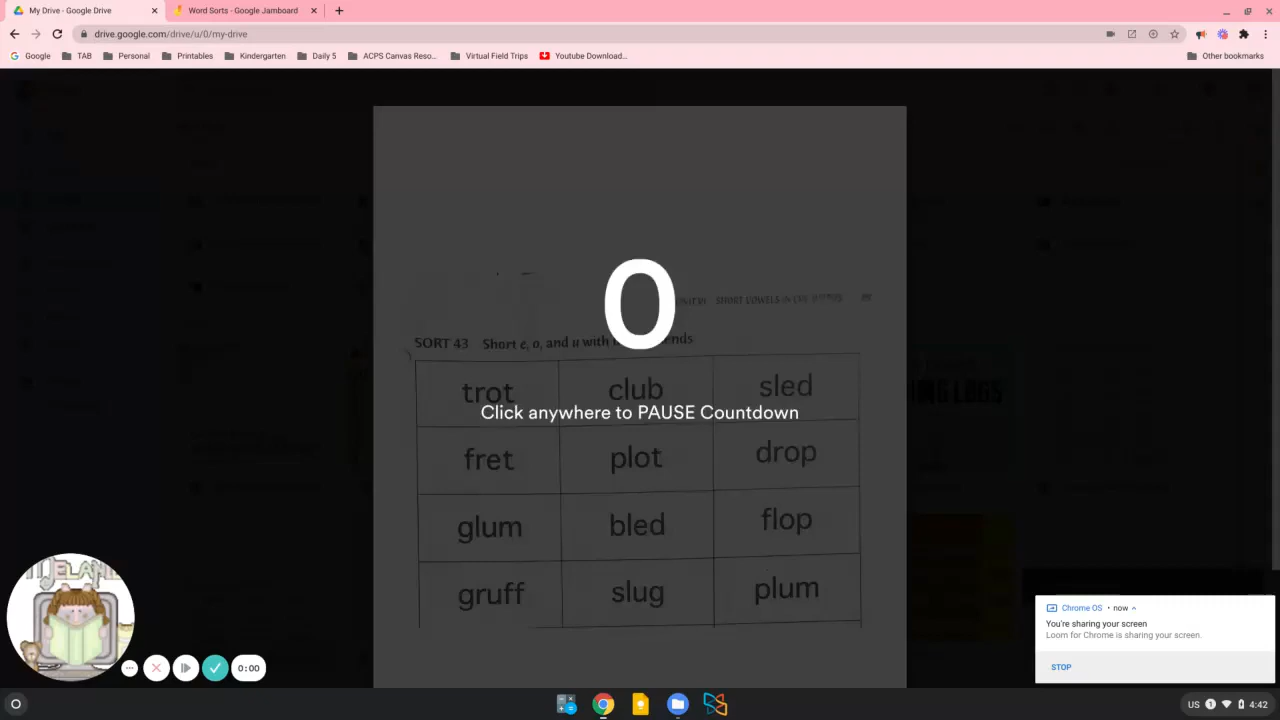 My Drive - Google Drive
Word Sorts - Google Jamboard
drive.google.com/drive/u/0/my-drive
Google TAB Personal Printables Kindergarten Daily 5 ACPS Canvas Reso... Virtual Field Trips Youtube Download... Other bookmarks
0
SHORT VOWELS
SORT 43 Short e, o, and u with
Click anywhere to PAUSE Countdown
trot club sled
fret plot drop
glum bled flop
gruff slug plum
Chrome OS • now
You're sharing your screen
Loom for Chrome is sharing your screen.
STOP
0:00
US 1 4:42